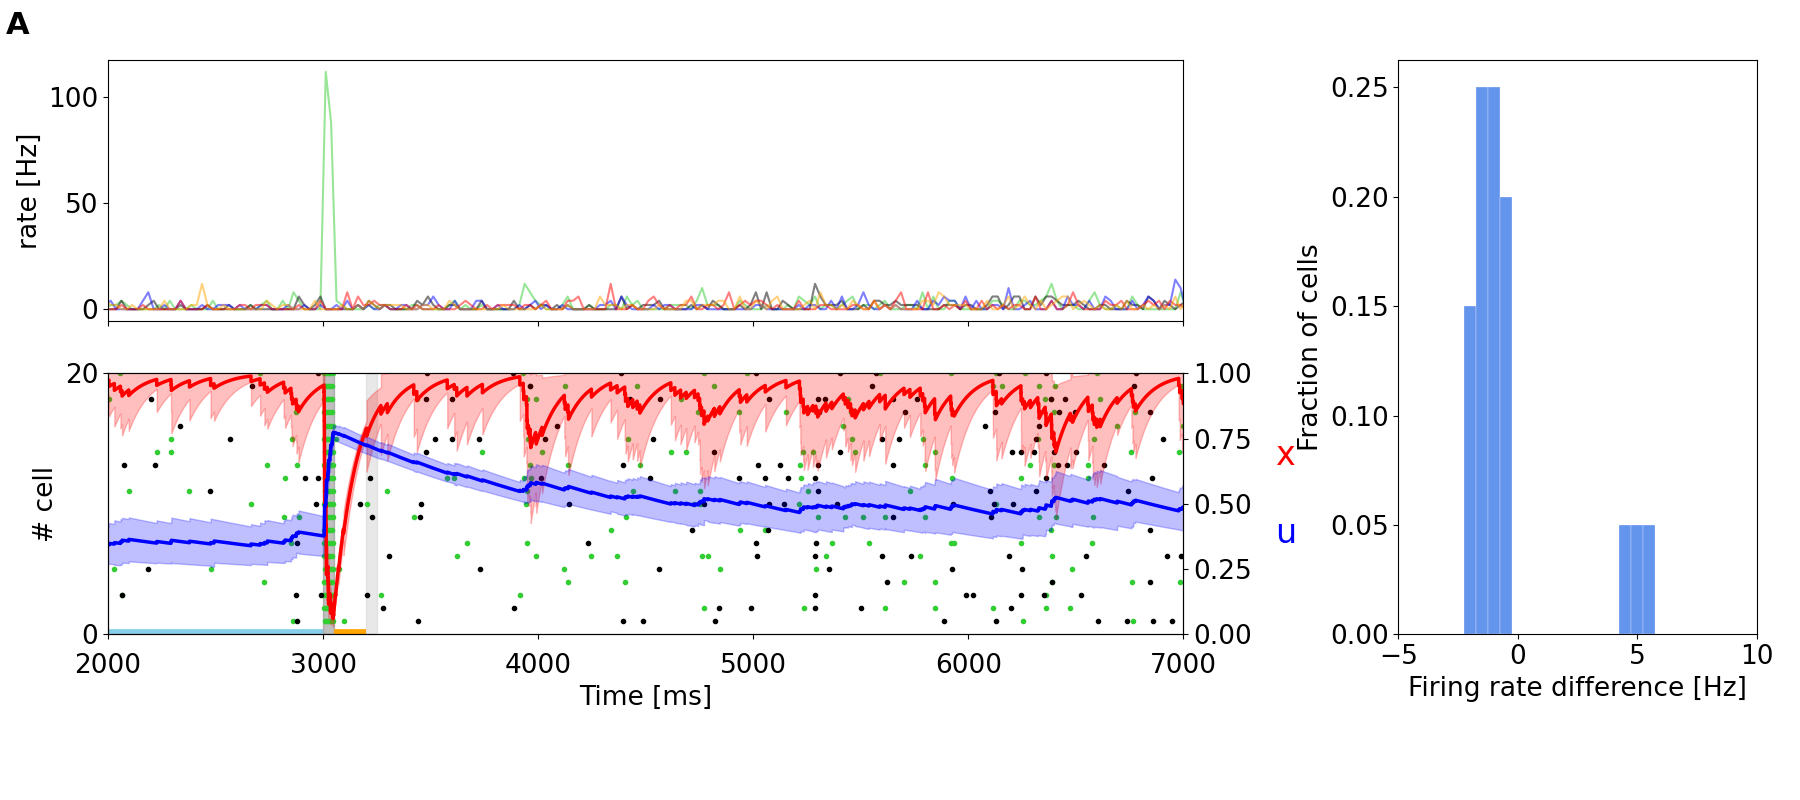 A
rate [Hz]
100
50
0
# cell
20
0
1.00
0.75
0.50
0.25
0.00
x
u
2000 3000 4000 5000 6000 7000
Time [ms]
Fraction of cells
0.25
0.20
0.15
0.10
0.05
0.00
−5 0 5 10
Firing rate difference [Hz]